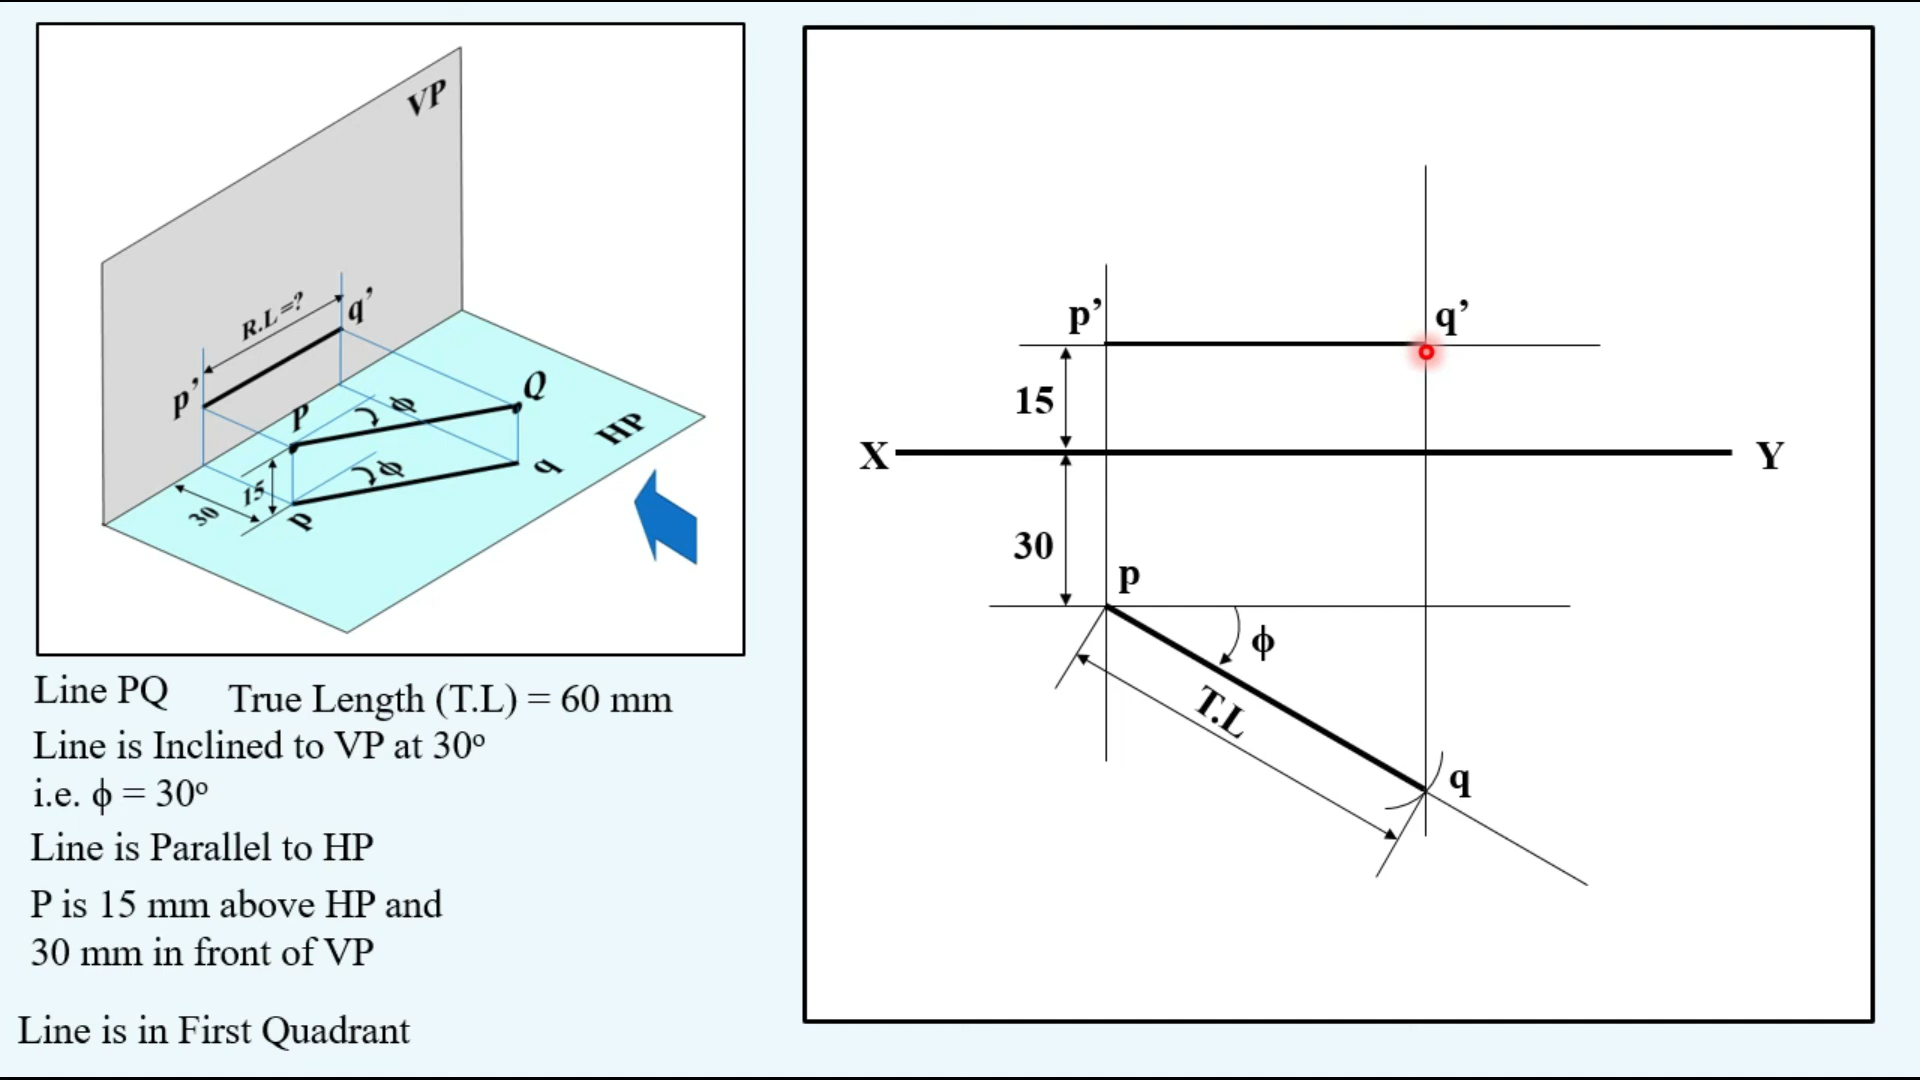 VP
R.L =?
q’
p’
P
ϕ
Q
HP
ϕ
15
30
p
q
Line PQ True Length (T.L) = 60 mm
Line is Inclined to VP at 30º
i.e. ϕ = 30º
Line is Parallel to HP
P is 15 mm above HP and
30 mm in front of VP
Line is in First Quadrant
p’
q’
15
X
Y
30
p
ϕ
T.L
q